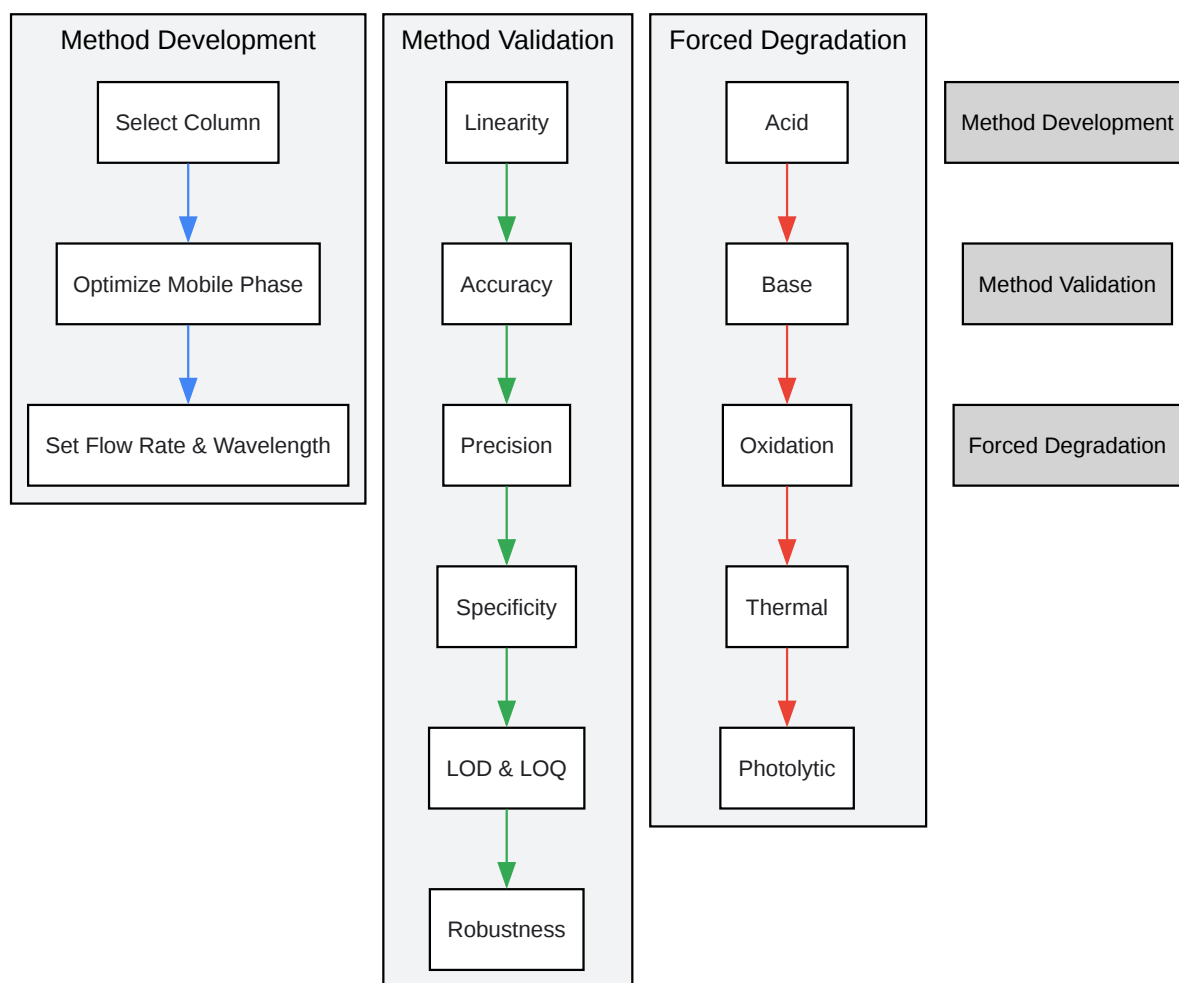 Method Development
Select Column
Optimize Mobile Phase
Set Flow Rate & Wavelength
Method Validation
Linearity
Accuracy
Precision
Specificity
LOD & LOQ
Robustness
Forced Degradation
Acid
Base
Oxidation
Thermal
Photolytic
Method Development
Method Validation
Forced Degradation